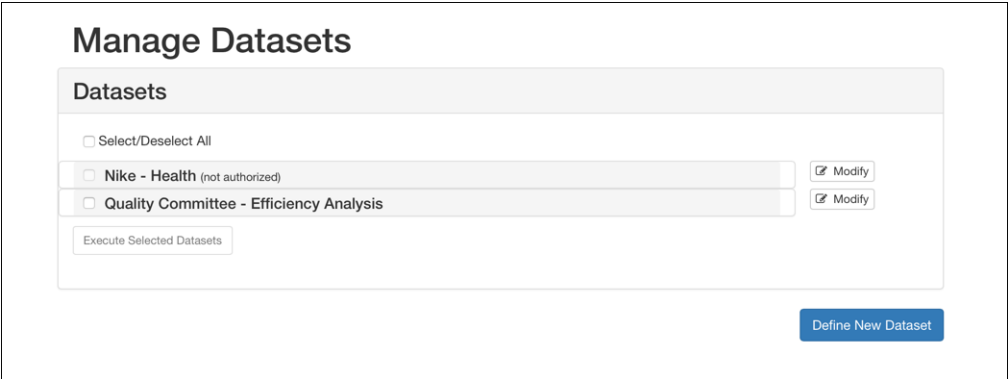 Manage Datasets
Datasets
Select/Deselect All
Nike - Health (not authorized)
Modify
Quality Committee - Efficiency Analysis
Modify
Execute Selected Datasets
Define New Dataset